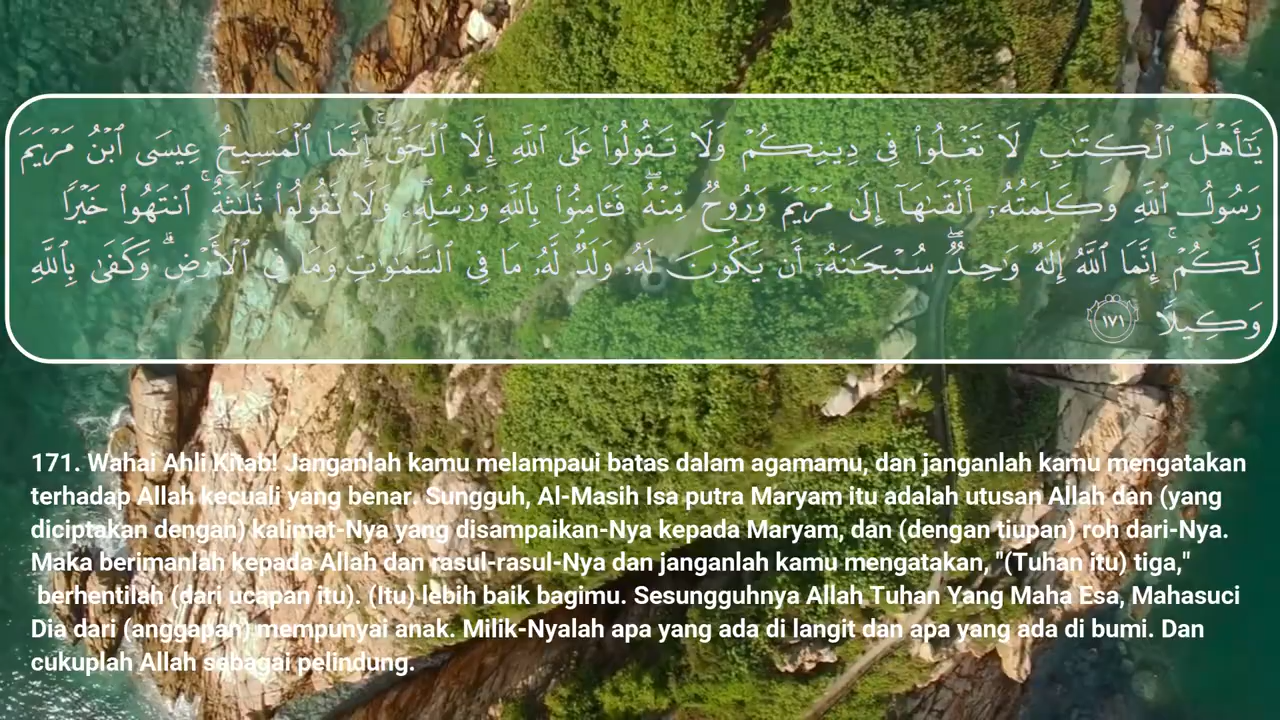 يَـٰٓأَهْلَ ٱلْكِتَـٰبِ لَا تَغْلُوا۟ فِى دِينِكُمْ وَلَا تَقُولُوا۟ عَلَى ٱللَّهِ إِلَّا ٱلْحَقَّ ۚ إِنَّمَا ٱلْمَسِيحُ عِيسَى ٱبْنُ مَرْيَمَ
رَسُولُ ٱللَّهِ وَكَلِمَتُهُۥٓ أَلْقَىٰهَآ إِلَىٰ مَرْيَمَ وَرُوحٌ مِّنْهُ ۖ فَـَٔامِنُوا۟ بِٱللَّهِ وَرُسُلِهِۦ ۖ وَلَا تَقُولُوا۟ ثَلَـٰثَةٌ ۚ ٱنتَهُوا۟ خَيْرًا
لَّكُمْ ۚ إِنَّمَا ٱللَّهُ إِلَـٰهٌ وَٰحِدٌ ۖ سُبْحَـٰنَهُۥٓ أَن يَكُونَ لَهُۥ وَلَدٌ ۘ لَّهُۥ مَا فِى ٱلسَّمَـٰوَٰتِ وَمَا فِى ٱلْأَرْضِ ۗ وَكَفَىٰ بِٱللَّهِ
وَكِيلًا ١٧١
171. Wahai Ahli Kitab! Janganlah kamu melampaui batas dalam agamamu, dan janganlah kamu mengatakan
terhadap Allah kecuali yang benar. Sungguh, Al-Masih Isa putra Maryam itu adalah utusan Allah dan (yang
diciptakan dengan) kalimat-Nya yang disampaikan-Nya kepada Maryam, dan (dengan tiupan) roh dari-Nya.
Maka berimanlah kepada Allah dan rasul-rasul-Nya dan janganlah kamu mengatakan, "(Tuhan itu) tiga,"
berhentilah (dari ucapan itu). (Itu) lebih baik bagimu. Sesungguhnya Allah Tuhan Yang Maha Esa, Mahasuci
Dia dari (anggapan) mempunyai anak. Milik-Nyalah apa yang ada di langit dan apa yang ada di bumi. Dan
cukuplah Allah sebagai pelindung.